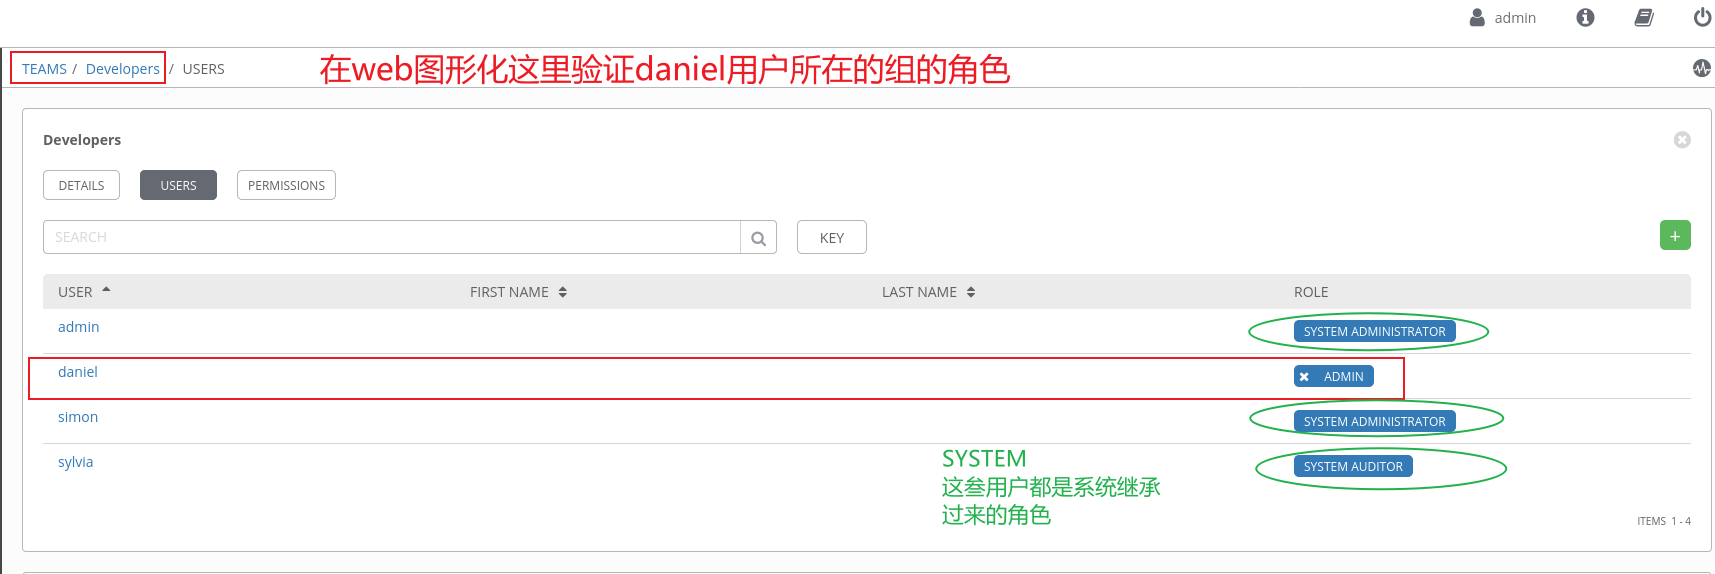 admin
TEAMS / Developers / USERS
在web图形化这里验证daniel用户所在的组的角色
Developers
DETAILS USERS PERMISSIONS
SEARCH KEY +
USER FIRST NAME LAST NAME ROLE
admin SYSTEM ADMINISTRATOR
daniel ADMIN
simon SYSTEM ADMINISTRATOR
sylvia SYSTEM AUDITOR
SYSTEM
这叁用户都是系统继承
过来的角色
ITEMS 1 - 4